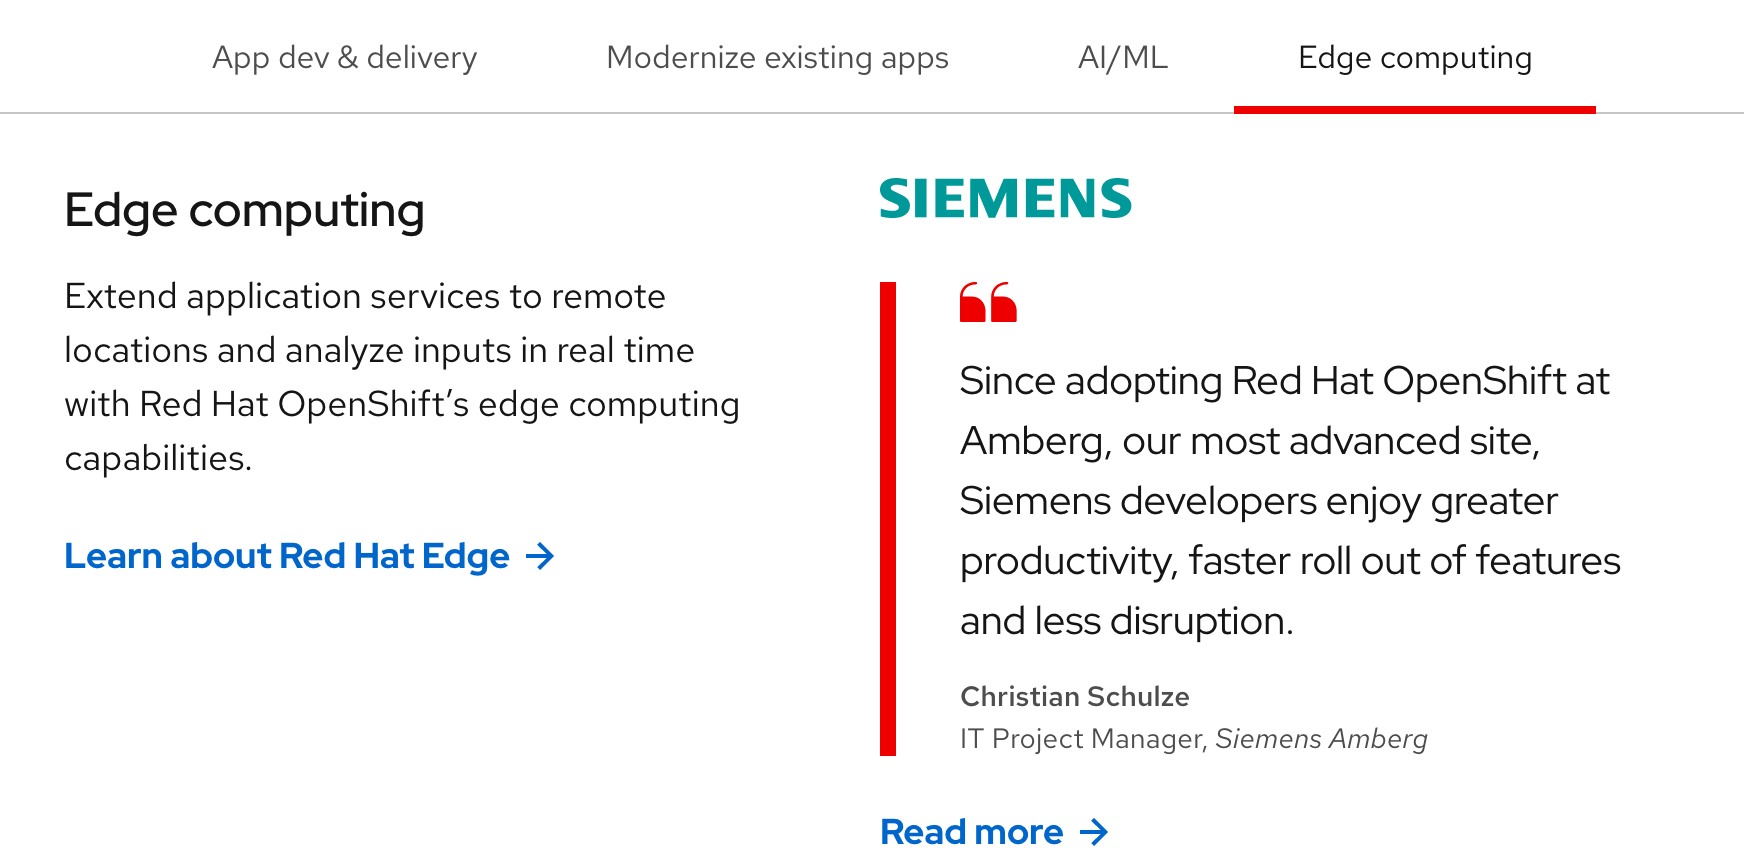 App dev & delivery
Modernize existing apps
AI/ML
Edge computing
Edge computing
Extend application services to remote
locations and analyze inputs in real time
with Red Hat OpenShift’s edge computing
capabilities.
Learn about Red Hat Edge
SIEMENS
Since adopting Red Hat OpenShift at
Amberg, our most advanced site,
Siemens developers enjoy greater
productivity, faster roll out of features
and less disruption.
Christian Schulze
IT Project Manager, Siemens Amberg
Read more